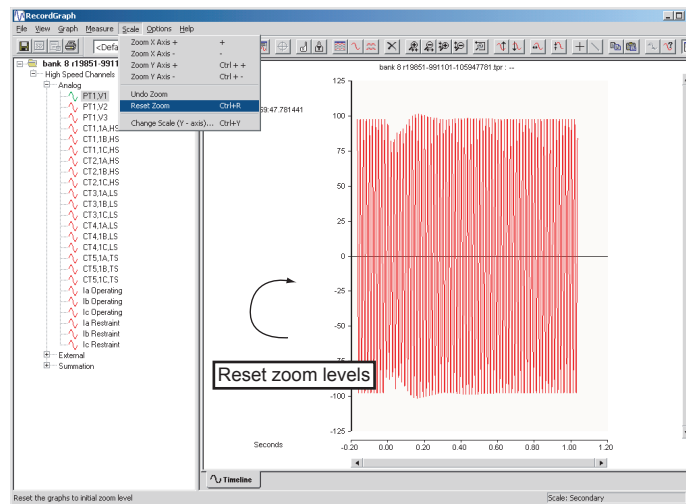 RecordGraph
File View Graph Measure Scale Options Help
Zoom X Axis + +
Zoom X Axis - -
Zoom Y Axis + Ctrl + +
Zoom Y Axis - Ctrl + -
Undo Zoom
Reset Zoom Ctrl+R
Change Scale (Y - axis)... Ctrl+Y
<Defa
bank 8 r19851-9911
High Speed Channels
Analog
PT1,V1
PT1,V2
PT1,V3
CT1,1A,HS
CT1,1B,HS
CT1,1C,HS
CT2,1A,HS
CT2,1B,HS
CT2,1C,HS
CT3,1A,LS
CT3,1B,LS
CT3,1C,LS
CT4,1A,LS
CT4,1B,LS
CT4,1C,LS
CT5,1A,TS
CT5,1B,TS
CT5,1C,TS
Ia Operating
Ib Operating
Ic Operating
Ia Restraint
Ib Restraint
Ic Restraint
External
Summation
bank 8 r19851-991101-105947781.tpr : --
59:47.781441
125
100
75
50
25
0
-25
-50
-75
-100
-125
Reset zoom levels
Seconds
-0.20 0.00 0.20 0.40 0.60 0.80 1.00 1.20
Timeline
Reset the graphs to initial zoom level
Scale: Secondary